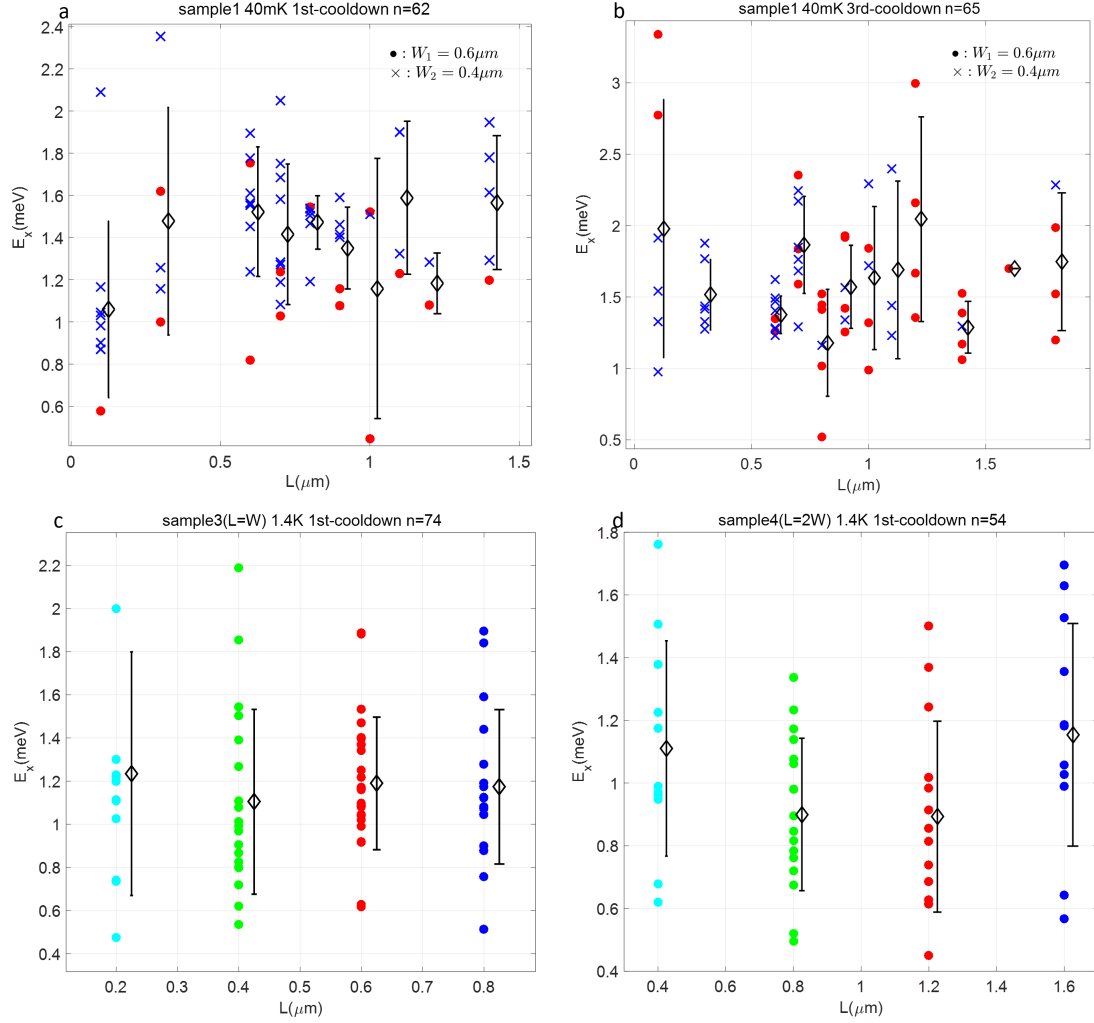 a
sample1 40mK 1st-cooldown n=62
● : W₁ = 0.6μm
× : W₂ = 0.4μm
Eₓ(meV)
2.4
2.2
2
1.8
1.6
1.4
1.2
1
0.8
0.6
0
0.5
1
1.5
L(μm)
b
sample1 40mK 3rd-cooldown n=65
● : W₁ = 0.6μm
× : W₂ = 0.4μm
Eₓ(meV)
3
2.5
2
1.5
1
0.5
0
0.5
1
1.5
L(μm)
c
sample3(L=W) 1.4K 1st-cooldown n=74
Eₓ(meV)
2.2
2
1.8
1.6
1.4
1.2
1
0.8
0.6
0.4
0.2
0.3
0.4
0.5
0.6
0.7
0.8
L(μm)
d
sample4(L=2W) 1.4K 1st-cooldown n=54
Eₓ(meV)
1.8
1.6
1.4
1.2
1
0.8
0.6
0.4
0.4
0.6
0.8
1
1.2
1.4
1.6
L(μm)